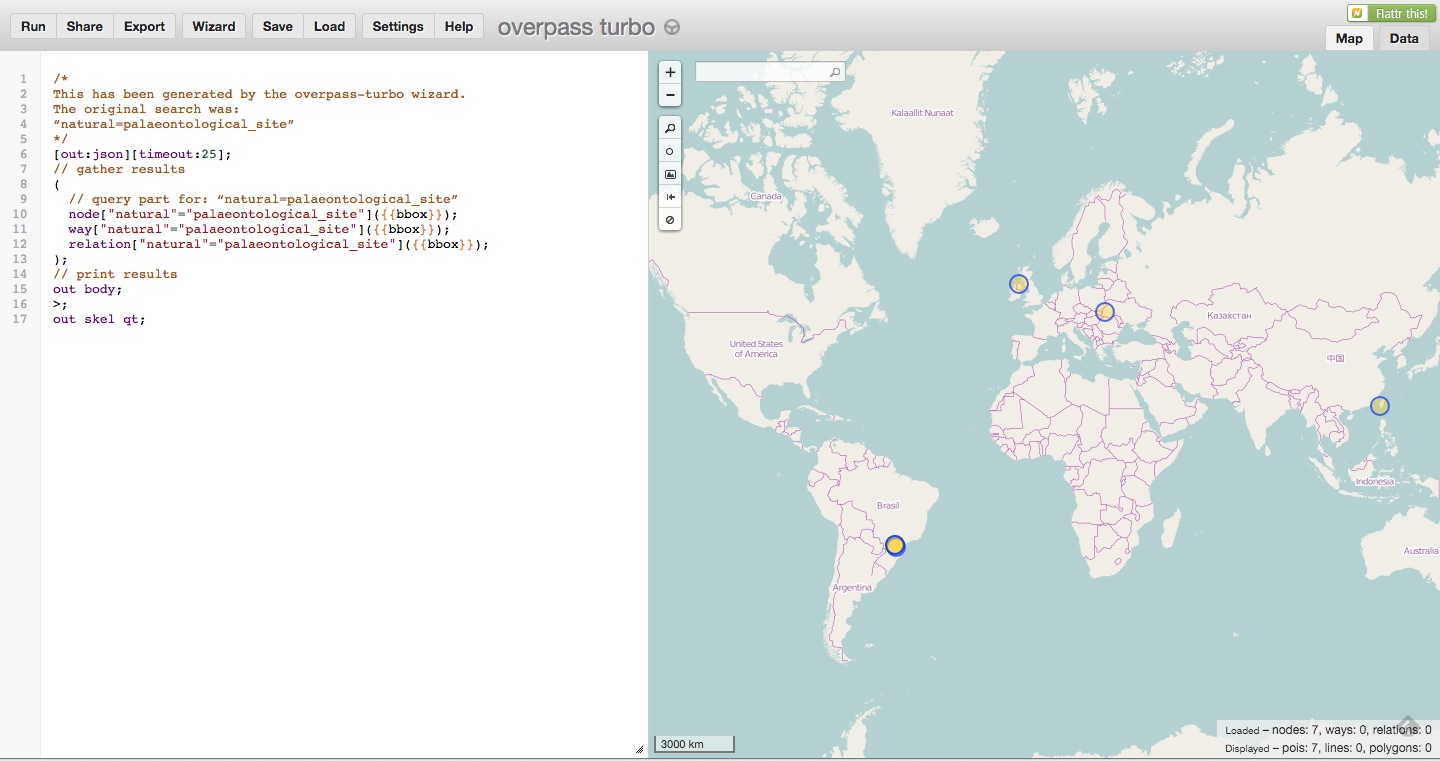 Run Share Export Wizard Save Load Settings Help overpass turbo
Flattr this!
Map Data
1 /*
2 This has been generated by the overpass-turbo wizard.
3 The original search was:
4 “natural=palaeontological_site”
5 */
6 [out:json][timeout:25];
7 // gather results
8 (
9 // query part for: “natural=palaeontological_site”
10 node["natural"="palaeontological_site"]({{bbox}});
11 way["natural"="palaeontological_site"]({{bbox}});
12 relation["natural"="palaeontological_site"]({{bbox}});
13 );
14 // print results
15 out body;
16 >;
17 out skel qt;
+
−
Kalaallit Nunaat
Canada
United States
of America
Казахстан
中国
Indonesia
Brasil
Australia
Argentina
3000 km
Loaded – nodes: 7, ways: 0, relations: 0
Displayed – pois: 7, lines: 0, polygons: 0